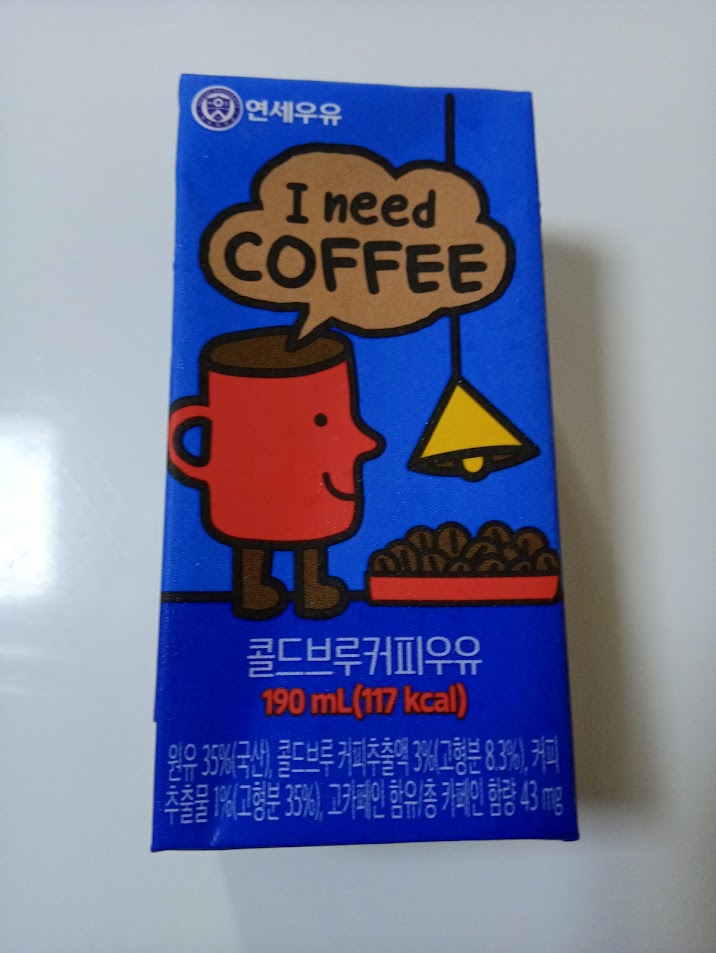 연세우유
I need
COFFEE
콜드브루커피우유
190 mL(117 kcal)
원유 35%(국산), 콜드브루 커피추출액 3%(고형분 8.3%), 커피
추출물 1%(고형분 35%), 고카페인 함유/총 카페인 함량 43 mg